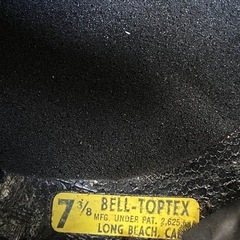 7 3/8 BELL-TOPTEX
MFG. UNDER PAT. 2,625,
LONG BEACH, CA